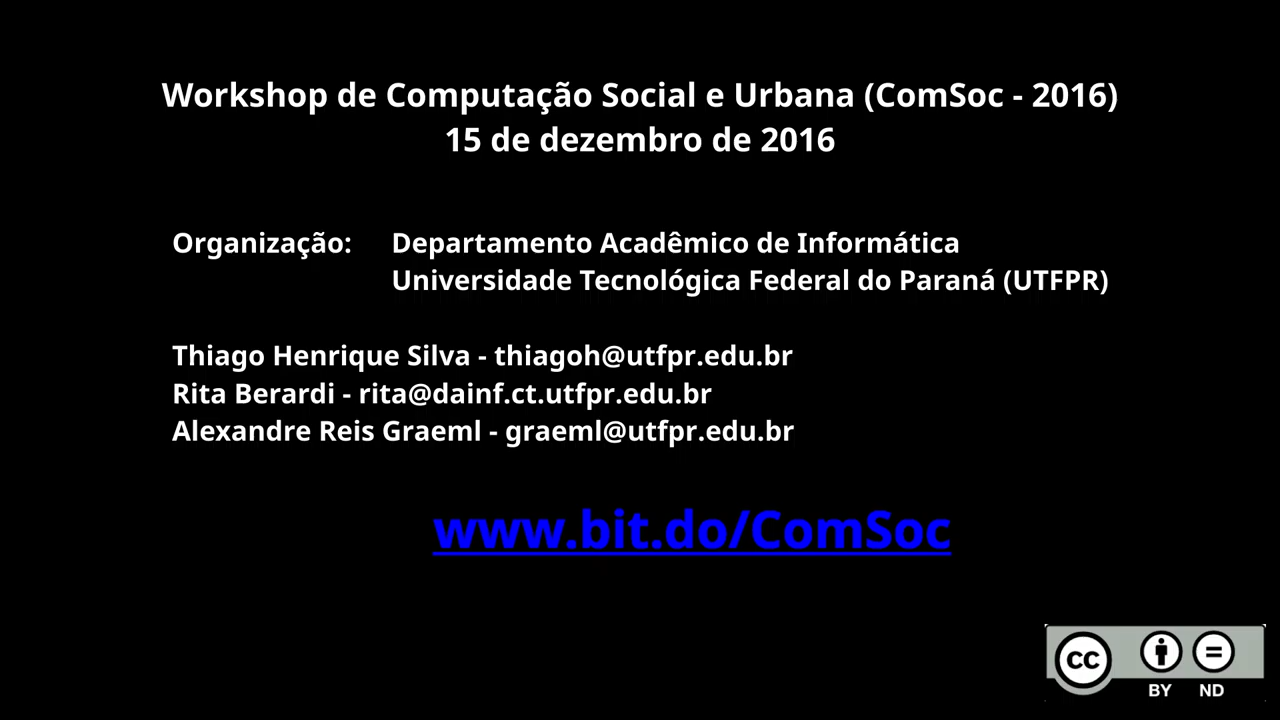 Workshop de Computação Social e Urbana (ComSoc - 2016)
15 de dezembro de 2016
Organização: Departamento Acadêmico de Informática
Universidade Tecnológica Federal do Paraná (UTFPR)
Thiago Henrique Silva - thiagoh@utfpr.edu.br
Rita Berardi - rita@dainf.ct.utfpr.edu.br
Alexandre Reis Graeml - graeml@utfpr.edu.br
www.bit.do/ComSoc
CC
BY ND